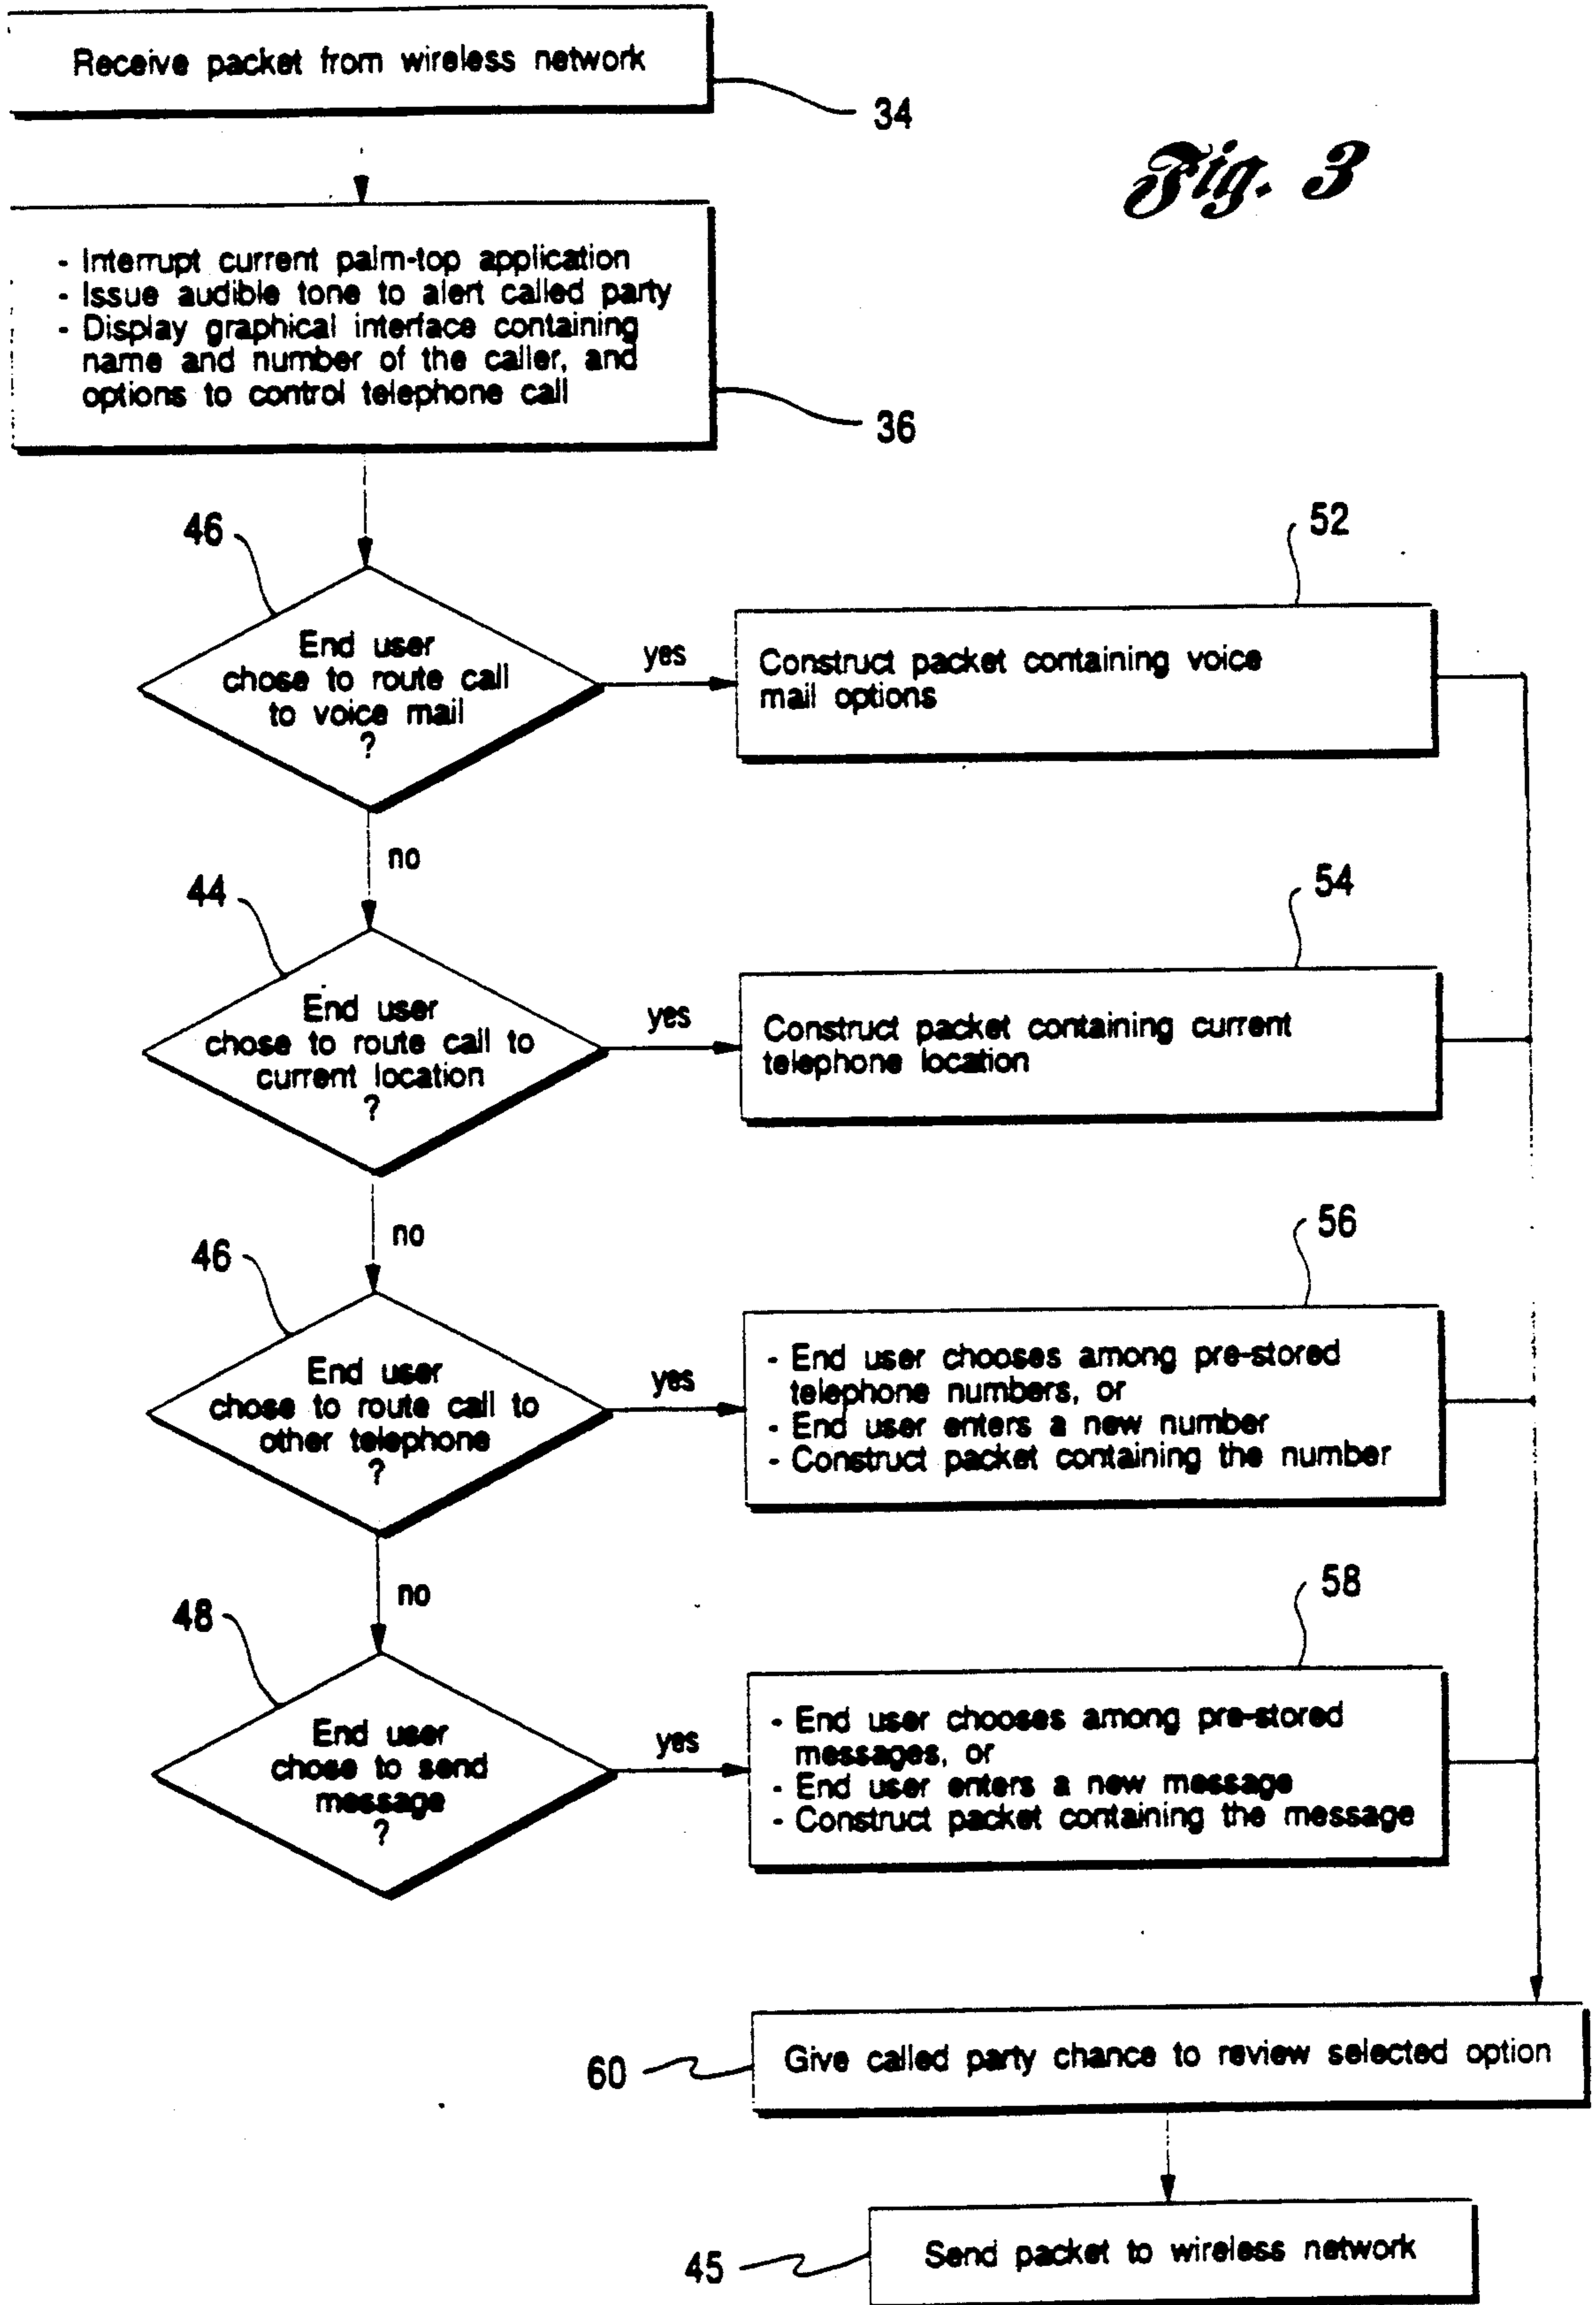 Receive packet from wireless network
34
Fig. 3
- Interrupt current palm-top application
- Issue audible tone to alert called party
- Display graphical interface containing
name and number of the caller, and
options to control telephone call
36
46
End user
chose to route call
to voice mail
?
yes
52
Construct packet containing voice
mail options
no
44
End user
chose to route call to
current location
?
yes
54
Construct packet containing current
telephone location
no
46
End user
chose to route call to
other telephone
?
yes
56
- End user chooses among pre-stored
telephone numbers, or
- End user enters a new number
- Construct packet containing the number
no
48
End user
chose to send
message
?
yes
58
- End user chooses among pre-stored
messages, or
- End user enters a new message
- Construct packet containing the message
60
Give called party chance to review selected option
45
Send packet to wireless network